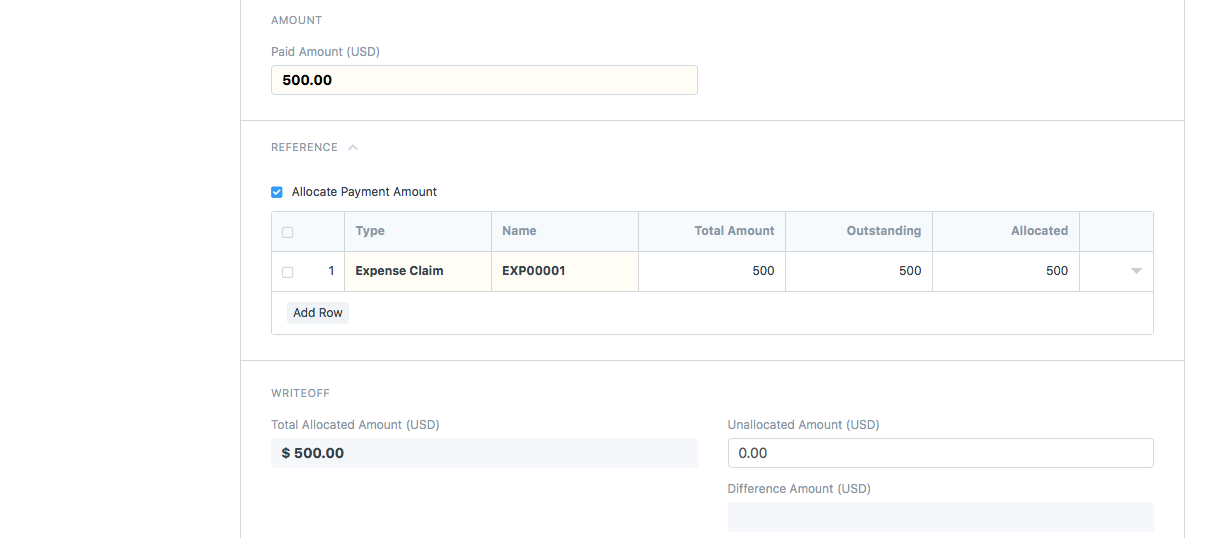 AMOUNT
Paid Amount (USD)
500.00
REFERENCE
Allocate Payment Amount
Type Name Total Amount Outstanding Allocated
1 Expense Claim EXP00001 500 500 500
Add Row
WRITEOFF
Total Allocated Amount (USD) Unallocated Amount (USD)
$ 500.00 0.00
Difference Amount (USD)